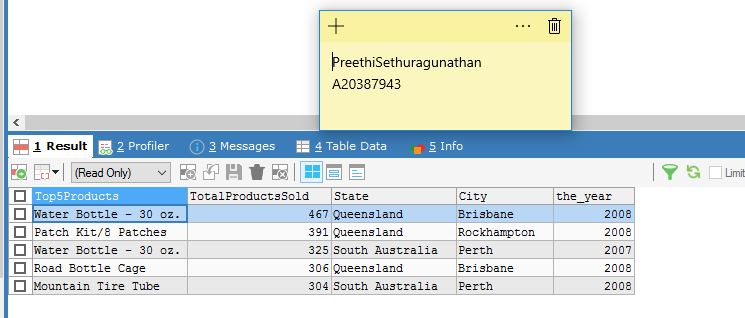 PreethiSethuragunathan
A20387943
1 Result 2 Profiler 3 Messages 4 Table Data 5 Info
(Read Only) Limit
Top5Products TotalProductsSold State City the_year
Water Bottle - 30 oz. 467 Queensland Brisbane 2008
Patch Kit/8 Patches 391 Queensland Rockhampton 2008
Water Bottle - 30 oz. 325 South Australia Perth 2007
Road Bottle Cage 306 Queensland Brisbane 2008
Mountain Tire Tube 304 South Australia Perth 2008